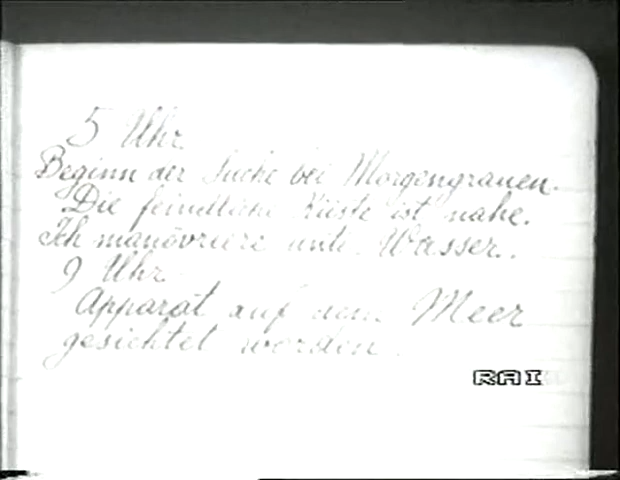 5 Uhr
Beginn der Suche bei Morgengrauen.
Die feindliche Küste ist nahe.
Ich manövriere unter Wasser.
9 Uhr
Apparat auf dem Meer
gesichtet worden.
RAI